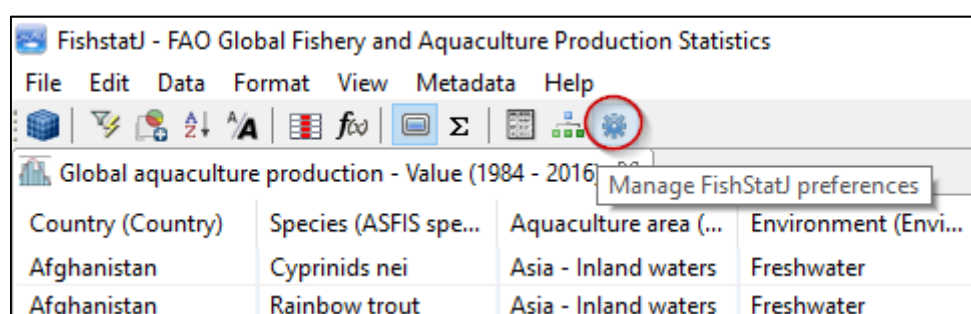 FishstatJ - FAO Global Fishery and Aquaculture Production Statistics
File Edit Data Format View Metadata Help
f(x) Σ
Global aquaculture production - Value (1984 - 2016)
Manage FishStatJ preferences
Country (Country) Species (ASFIS spe... Aquaculture area (... Environment (Envi...
Afghanistan Cyprinids nei Asia - Inland waters Freshwater
Afghanistan Rainbow trout Asia - Inland waters Freshwater